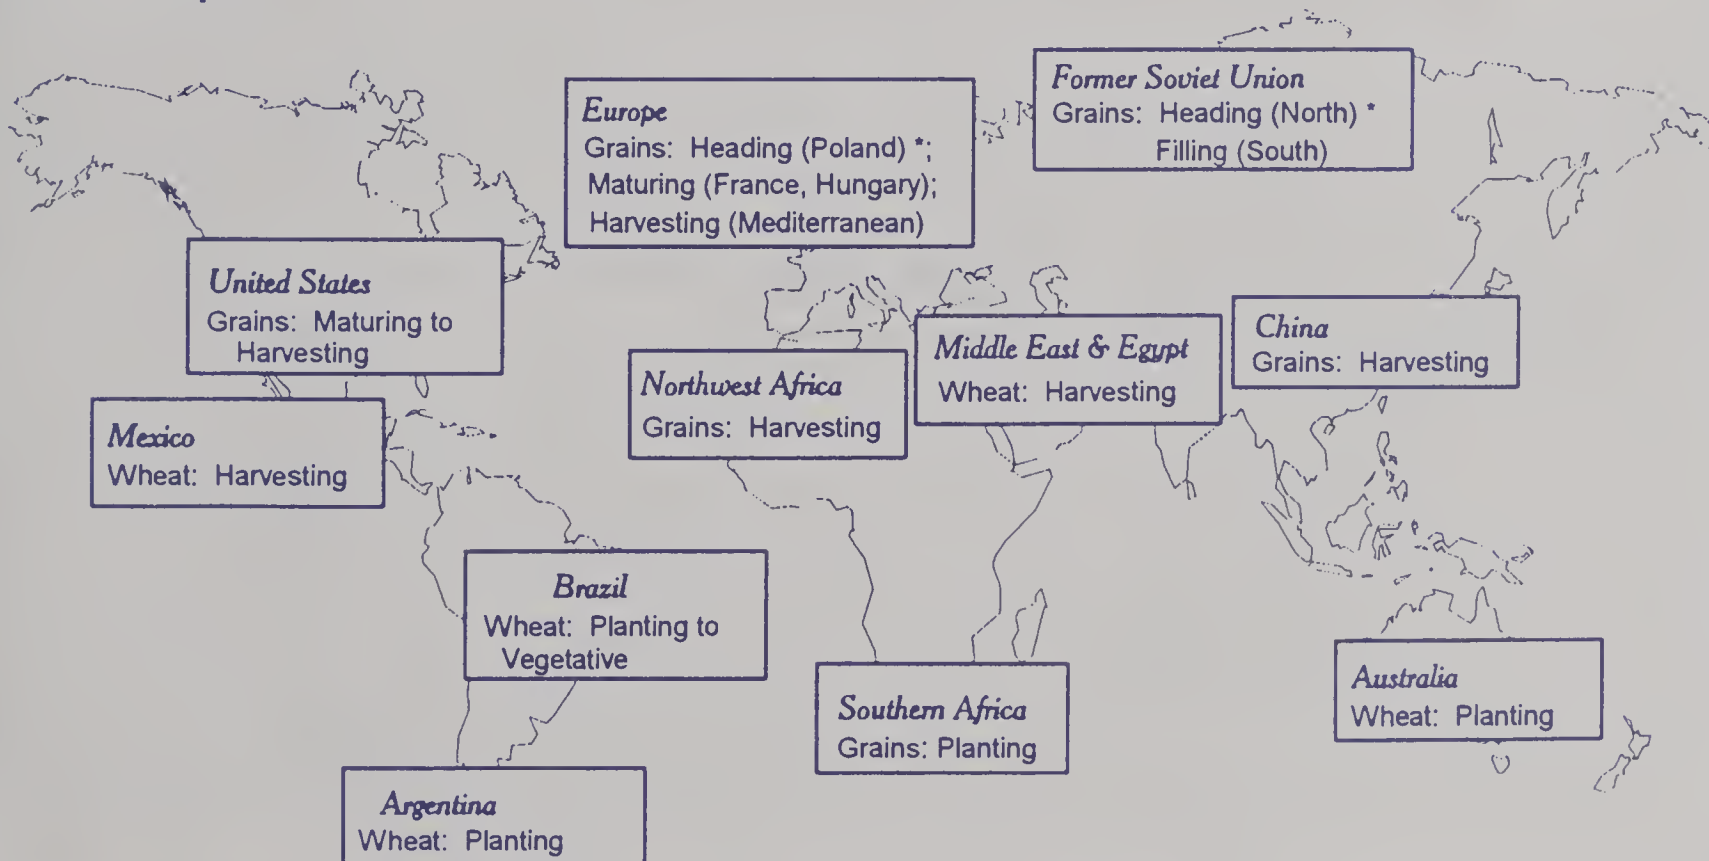 Former Soviet Union
Grains: Heading (North) *
Filling (South)
Europe
Grains: Heading (Poland) *;
Maturing (France, Hungary);
Harvesting (Mediterranean)
United States
Grains: Maturing to
Harvesting
China
Grains: Harvesting
Middle East & Egypt
Wheat: Harvesting
Northwest Africa
Grains: Harvesting
Mexico
Wheat: Harvesting
Brazil
Wheat: Planting to
Vegetative
Southern Africa
Grains: Planting
Australia
Wheat: Planting
Argentina
Wheat: Planting